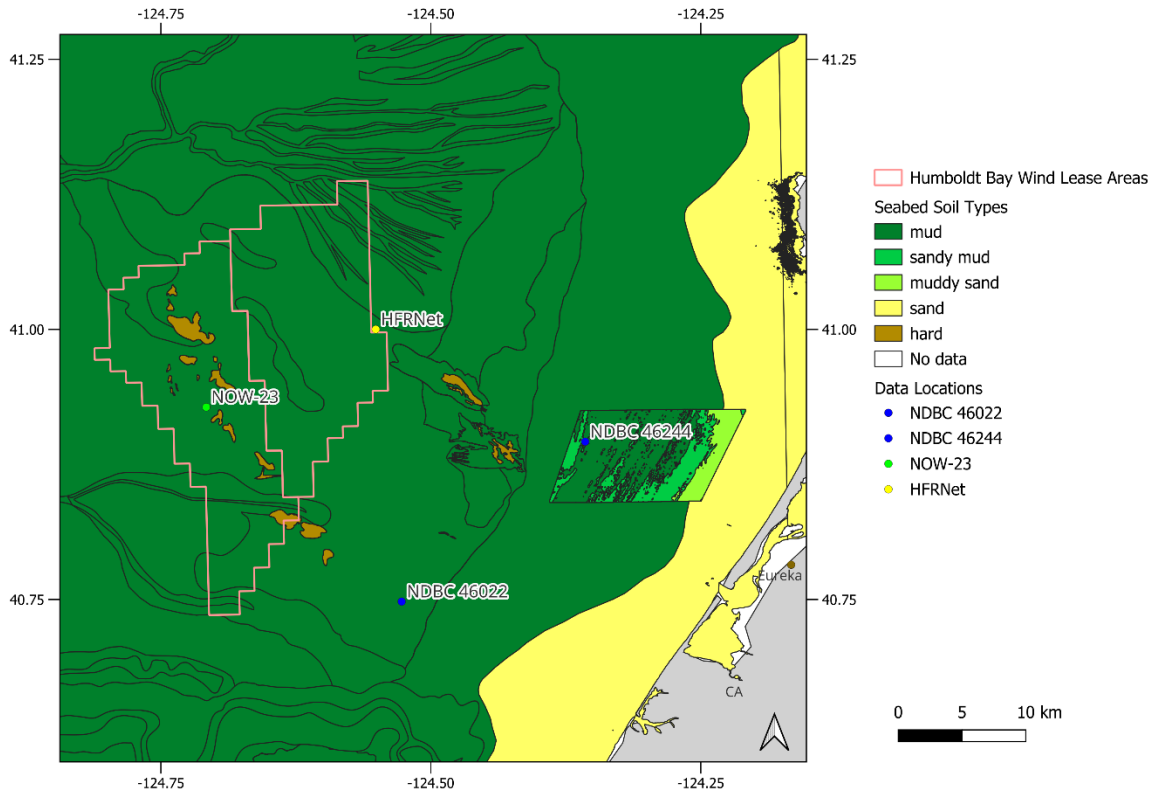 -124.75
-124.50
-124.25
41.25
41.25
41.00
41.00
40.75
40.75
HFRNet
NOW-23
NDBC 46244
NDBC 46022
Eureka
CA
-124.75
-124.50
-124.25
Humboldt Bay Wind Lease Areas
Seabed Soil Types
mud
sandy mud
muddy sand
sand
hard
No data
Data Locations
NDBC 46022
NDBC 46244
NOW-23
HFRNet
0 5 10 km